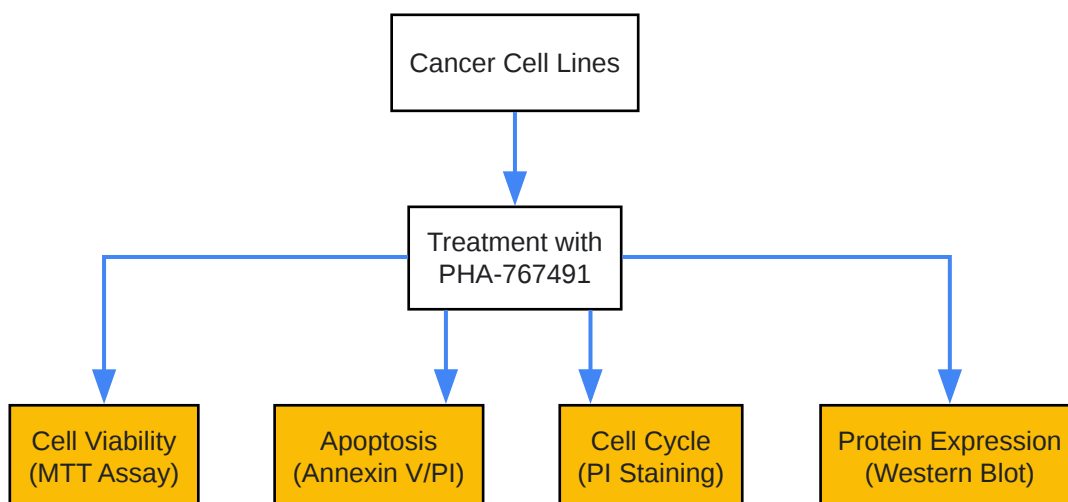 Cancer Cell Lines
Treatment with
PHA-767491
Cell Viability
(MTT Assay)
Apoptosis
(Annexin V/PI)
Cell Cycle
(PI Staining)
Protein Expression
(Western Blot)